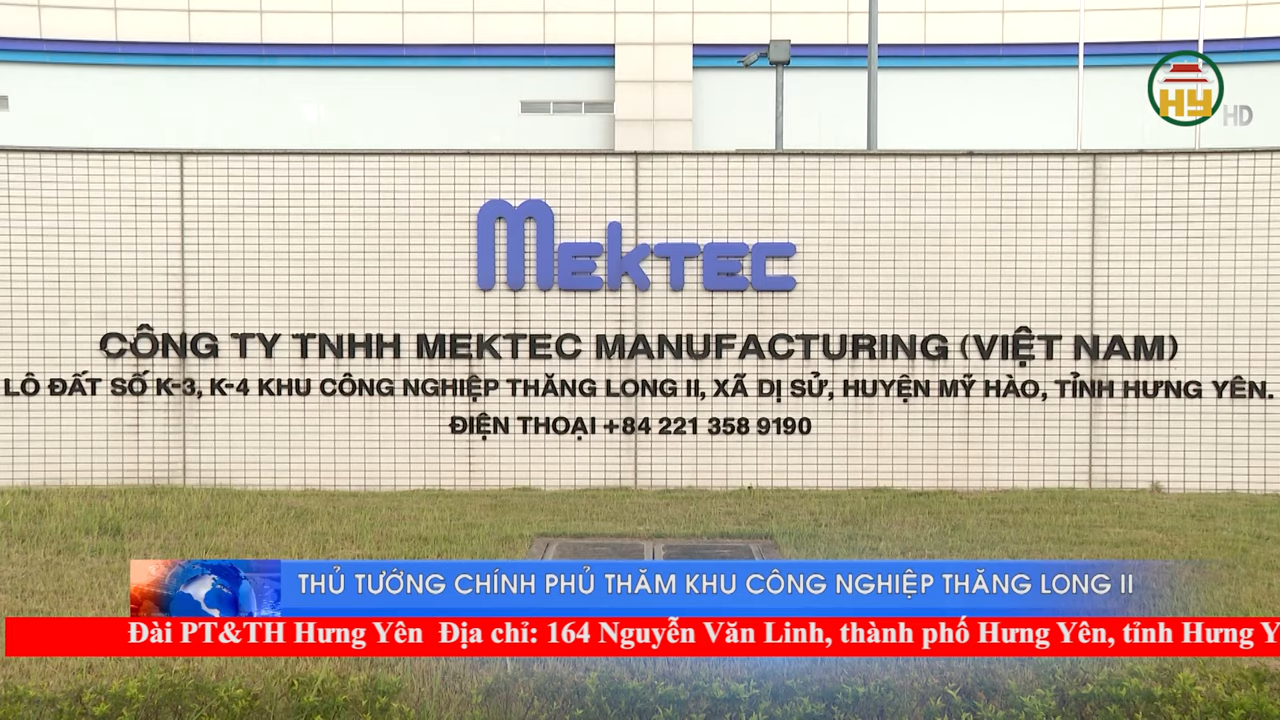 HY HD
MEKTEC
CÔNG TY TNHH MEKTEC MANUFACTURING (VIỆT NAM)
LÔ ĐẤT SỐ K-3, K-4 KHU CÔNG NGHIỆP THĂNG LONG II, XÃ DỊ SỬ, HUYỆN MỸ HÀO, TỈNH HƯNG YÊN.
ĐIỆN THOẠI +84 221 358 9190
THỦ TƯỚNG CHÍNH PHỦ THĂM KHU CÔNG NGHIỆP THĂNG LONG II
Đài PT&TH Hưng Yên Địa chỉ: 164 Nguyễn Văn Linh, thành phố Hưng Yên, tỉnh Hưng Y